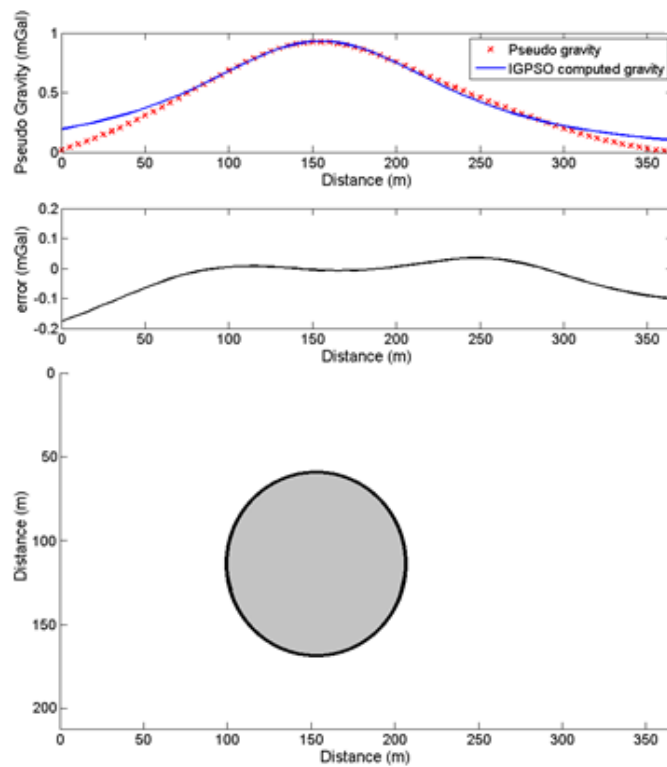 1
0.5
0
Pseudo Gravity (mGal)
Pseudo gravity
IGPSO computed gravity
0 50 100 150 200 250 300 350
Distance (m)
0.2
0.1
0
-0.1
-0.2
error (mGal)
0 50 100 150 200 250 300 350
Distance (m)
0
50
100
150
200
Distance (m)
0 50 100 150 200 250 300 350
Distance (m)